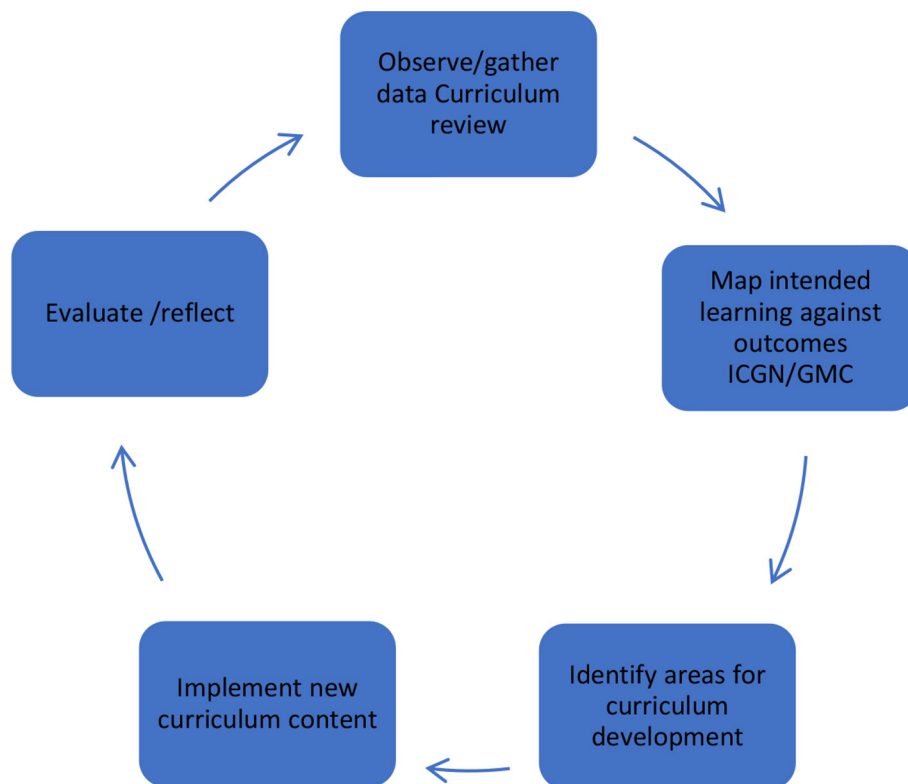 Observe/gather
data Curriculum
review
Map intended
learning against
outcomes
ICGN/GMC
Identify areas for
curriculum
development
Implement new
curriculum content
Evaluate /reflect